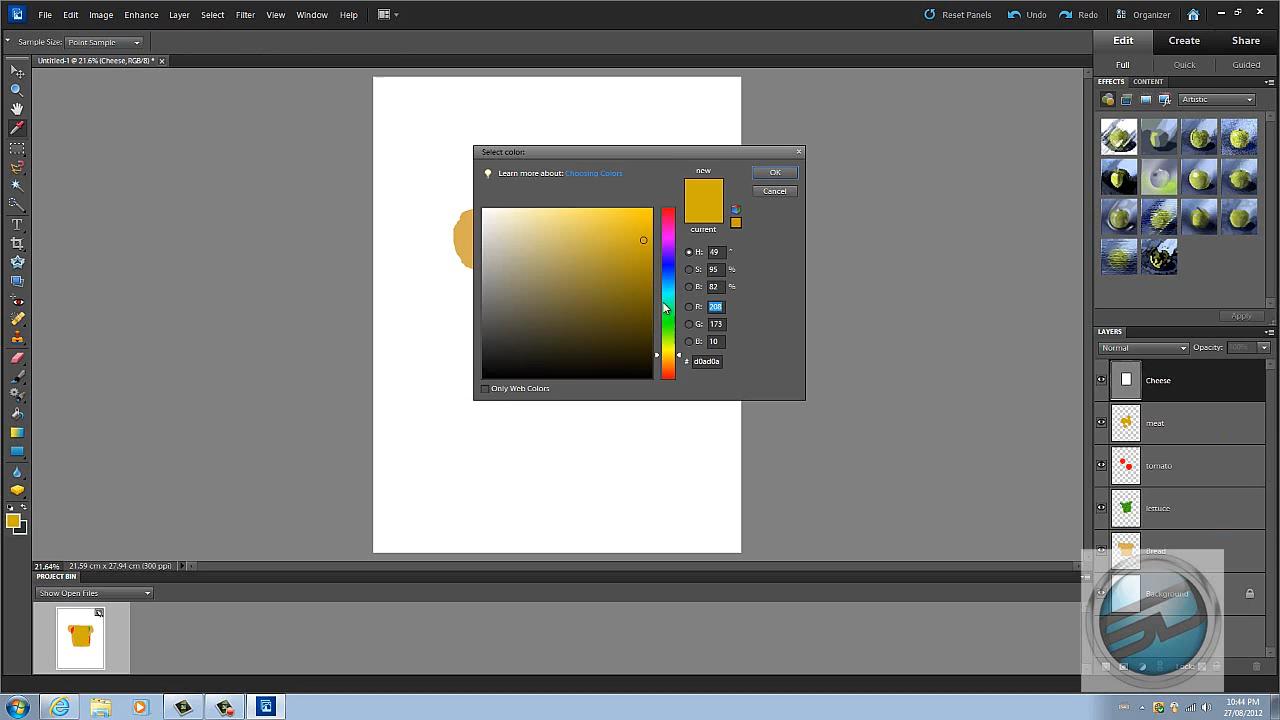 File Edit Image Enhance Layer Select Filter View Window Help Reset Panels Undo Redo Organizer
Sample Size: Point Sample
Edit Create Share
Untitled-1 @ 21.6% (Cheese,RGB/8) *
Full Quick Guided
EFFECTS CONTENT
Artistic
Select color:
Learn more about: Choosing Colors
new
OK
Cancel
current
H: 49 °
S: 95 %
B: 82 %
R: 208
G: 173
B: 10
# d0ad0a
Only Web Colors
Apply
LAYERS
Normal Opacity: 100%
Cheese
meat
tomato
lettuce
Bread
Background
Lock:
21.64% 21.59 cm x 27.94 cm (300 ppi)
PROJECT BIN
Show Open Files
10:44 PM
27/08/2012